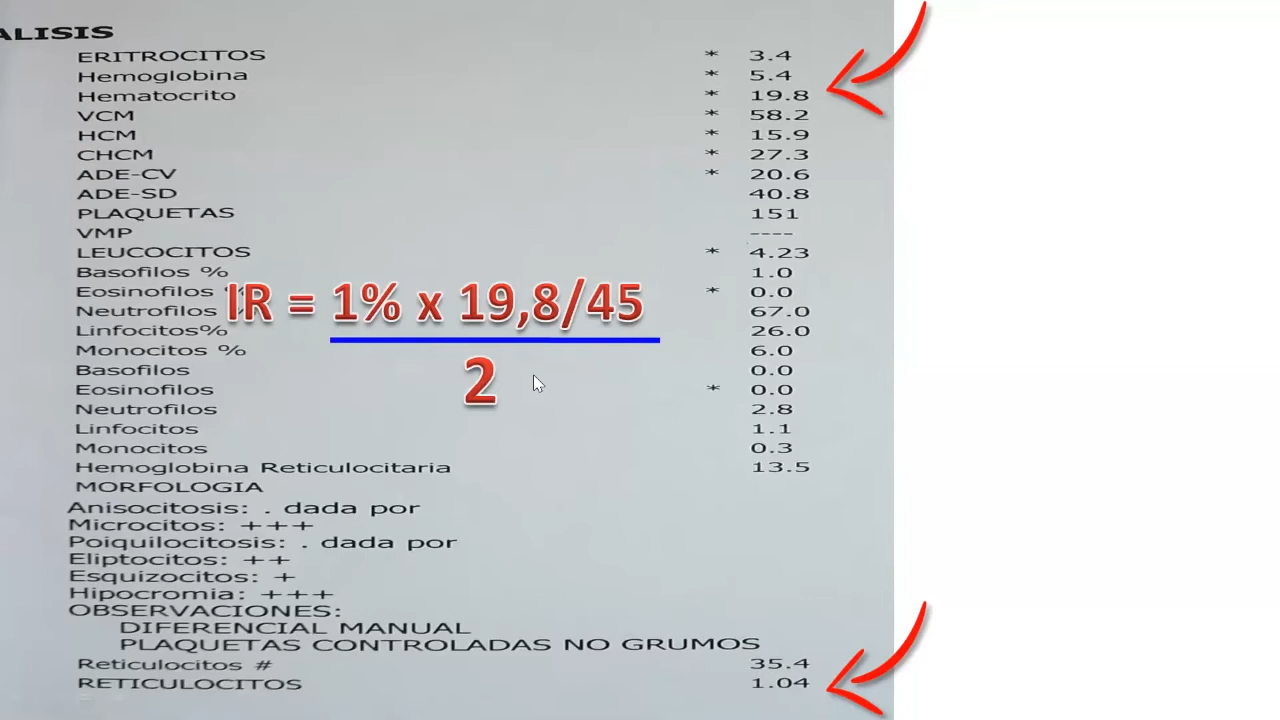 ALISIS
ERITROCITOS * 3.4
Hemoglobina * 5.4
Hematocrito * 19.8
VCM * 58.2
HCM * 15.9
CHCM * 27.3
ADE-CV * 20.6
ADE-SD 40.8
PLAQUETAS 151
VMP ----
LEUCOCITOS * 4.23
Basofilos % 1.0
Eosinofilos * 0.0
IR = 1% x 19,8/45
2
Neutrofilos % 67.0
Linfocitos% 26.0
Monocitos % 6.0
Basofilos 0.0
Eosinofilos * 0.0
Neutrofilos 2.8
Linfocitos 1.1
Monocitos 0.3
Hemoglobina Reticulocitaria 13.5
MORFOLOGIA
Anisocitosis: . dada por
Microcitos: +++
Poiquilocitosis: . dada por
Eliptocitos: ++
Esquizocitos: +
Hipocromia: +++
OBSERVACIONES:
DIFERENCIAL MANUAL
PLAQUETAS CONTROLADAS NO GRUMOS
Reticulocitos # 35.4
RETICULOCITOS 1.04